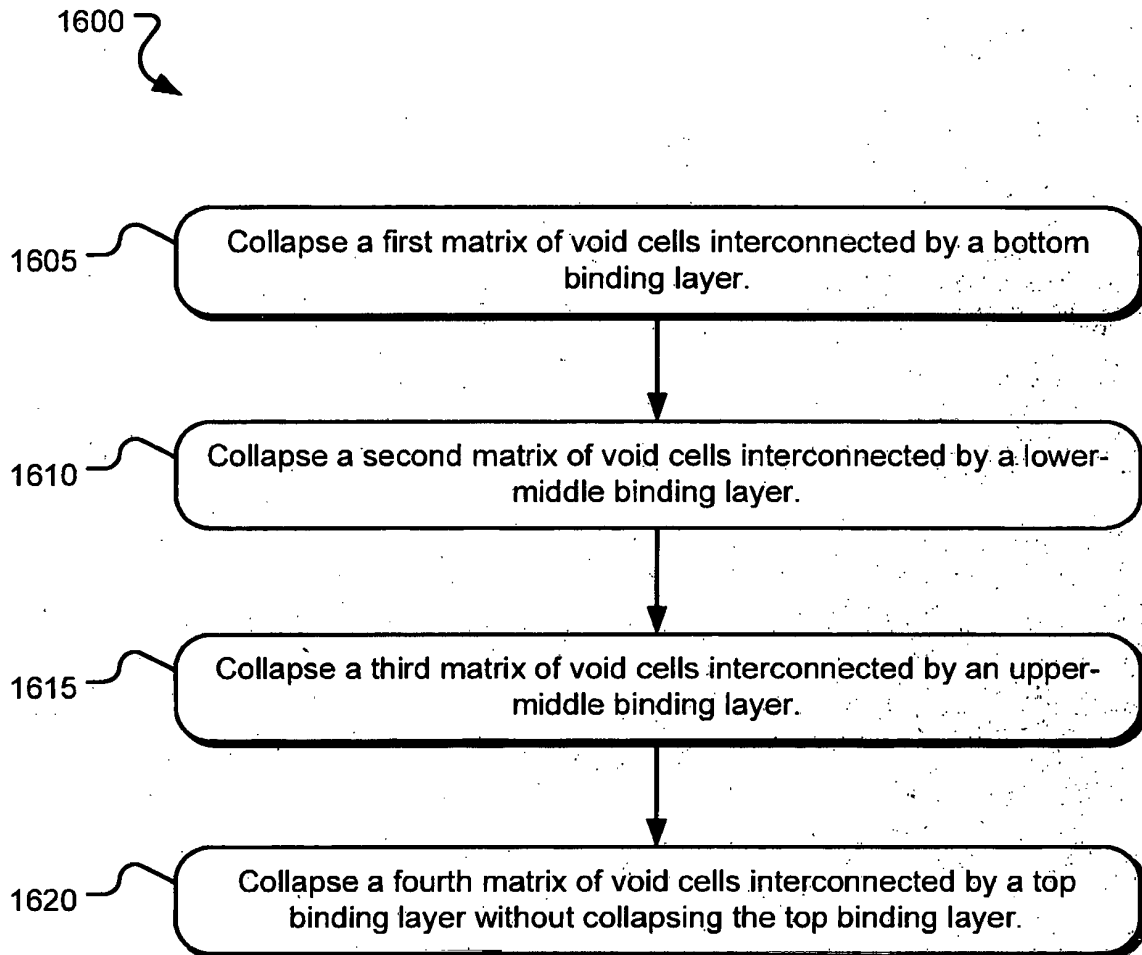 1600
1605
Collapse a first matrix of void cells interconnected by a bottom
binding layer.
1610
Collapse a second matrix of void cells interconnected by a lower-
middle binding layer.
1615
Collapse a third matrix of void cells interconnected by an upper-
middle binding layer.
1620
Collapse a fourth matrix of void cells interconnected by a top
binding layer without collapsing the top binding layer.